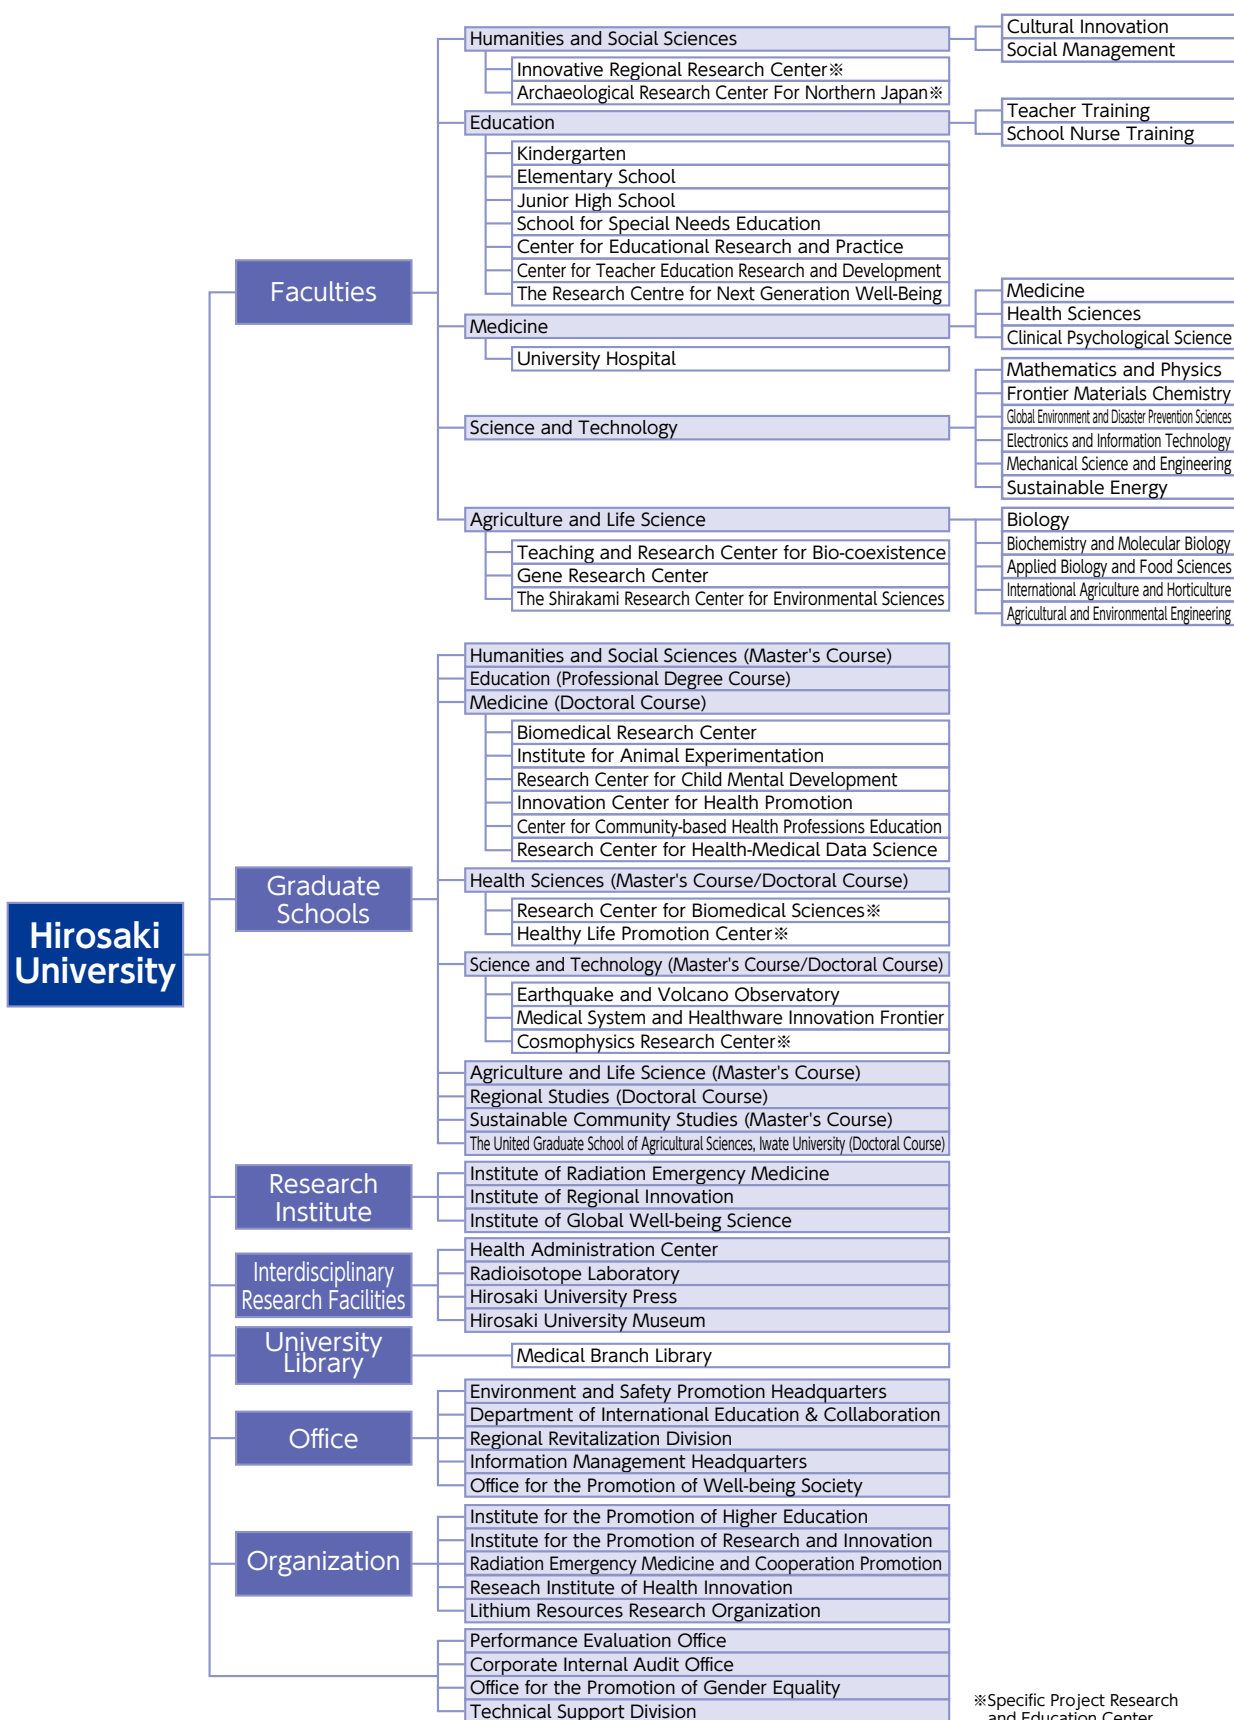 Hirosaki
University
Faculties
Humanities and Social Sciences
Cultural Innovation
Social Management
Innovative Regional Research Center※
Archaeological Research Center For Northern Japan※
Education
Teacher Training
School Nurse Training
Kindergarten
Elementary School
Junior High School
School for Special Needs Education
Center for Educational Research and Practice
Center for Teacher Education Research and Development
The Research Centre for Next Generation Well-Being
Medicine
Medicine
Health Sciences
Clinical Psychological Science
University Hospital
Science and Technology
Mathematics and Physics
Frontier Materials Chemistry
Global Environment and Disaster Prevention Sciences
Electronics and Information Technology
Mechanical Science and Engineering
Sustainable Energy
Agriculture and Life Science
Biology
Biochemistry and Molecular Biology
Applied Biology and Food Sciences
International Agriculture and Horticulture
Agricultural and Environmental Engineering
Teaching and Research Center for Bio-coexistence
Gene Research Center
The Shirakami Research Center for Environmental Sciences
Graduate
Schools
Humanities and Social Sciences (Master's Course)
Education (Professional Degree Course)
Medicine (Doctoral Course)
Biomedical Research Center
Institute for Animal Experimentation
Research Center for Child Mental Development
Innovation Center for Health Promotion
Center for Community-based Health Professions Education
Research Center for Health-Medical Data Science
Health Sciences (Master's Course/Doctoral Course)
Research Center for Biomedical Sciences※
Healthy Life Promotion Center※
Science and Technology (Master's Course/Doctoral Course)
Earthquake and Volcano Observatory
Medical System and Healthware Innovation Frontier
Cosmophysics Research Center※
Agriculture and Life Science (Master's Course)
Regional Studies (Doctoral Course)
Sustainable Community Studies (Master's Course)
The United Graduate School of Agricultural Sciences, Iwate University (Doctoral Course)
Research
Institute
Institute of Radiation Emergency Medicine
Institute of Regional Innovation
Institute of Global Well-being Science
Interdisciplinary
Research Facilities
Health Administration Center
Radioisotope Laboratory
Hirosaki University Press
Hirosaki University Museum
University
Library
Medical Branch Library
Office
Environment and Safety Promotion Headquarters
Department of International Education & Collaboration
Regional Revitalization Division
Information Management Headquarters
Office for the Promotion of Well-being Society
Organization
Institute for the Promotion of Higher Education
Institute for the Promotion of Research and Innovation
Radiation Emergency Medicine and Cooperation Promotion
Reseach Institute of Health Innovation
Lithium Resources Research Organization
Performance Evaluation Office
Corporate Internal Audit Office
Office for the Promotion of Gender Equality
Technical Support Division
※Specific Project Research
and Education Center